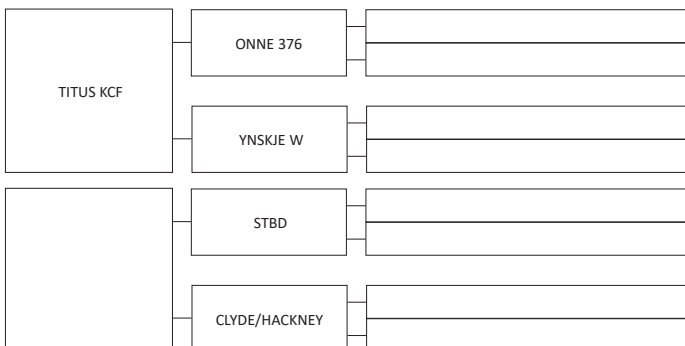 ONNE 376
TITUS KCF
YNSKJE W
STBD
CLYDE/HACKNEY